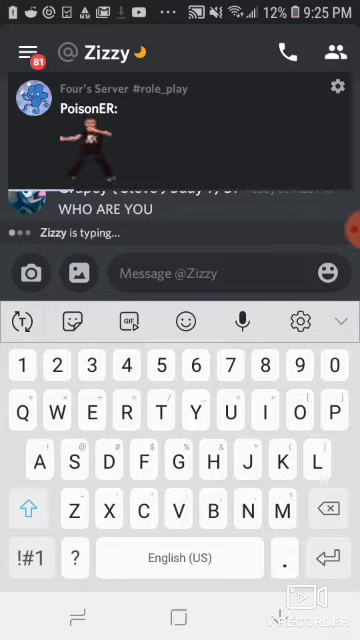 12% 9:25 PM
81
@ Zizzy
Four's Server #role_play
PoisonER:
WHO ARE YOU
Zizzy is typing...
Message @Zizzy
T GIF
1 2 3 4 5 6 7 8 9 0
Q W E R T Y U I O P
A S D F G H J K L
Z X C V B N M
!#1 ? English (US) .
V RECORDER